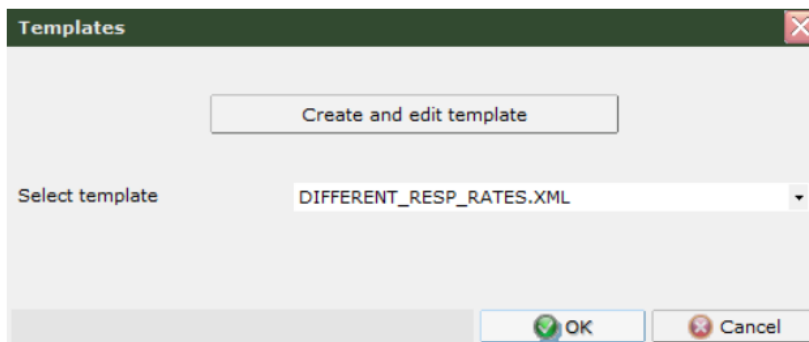 Templates
Create and edit template
Select template DIFFERENT_RESP_RATES.XML
OK Cancel